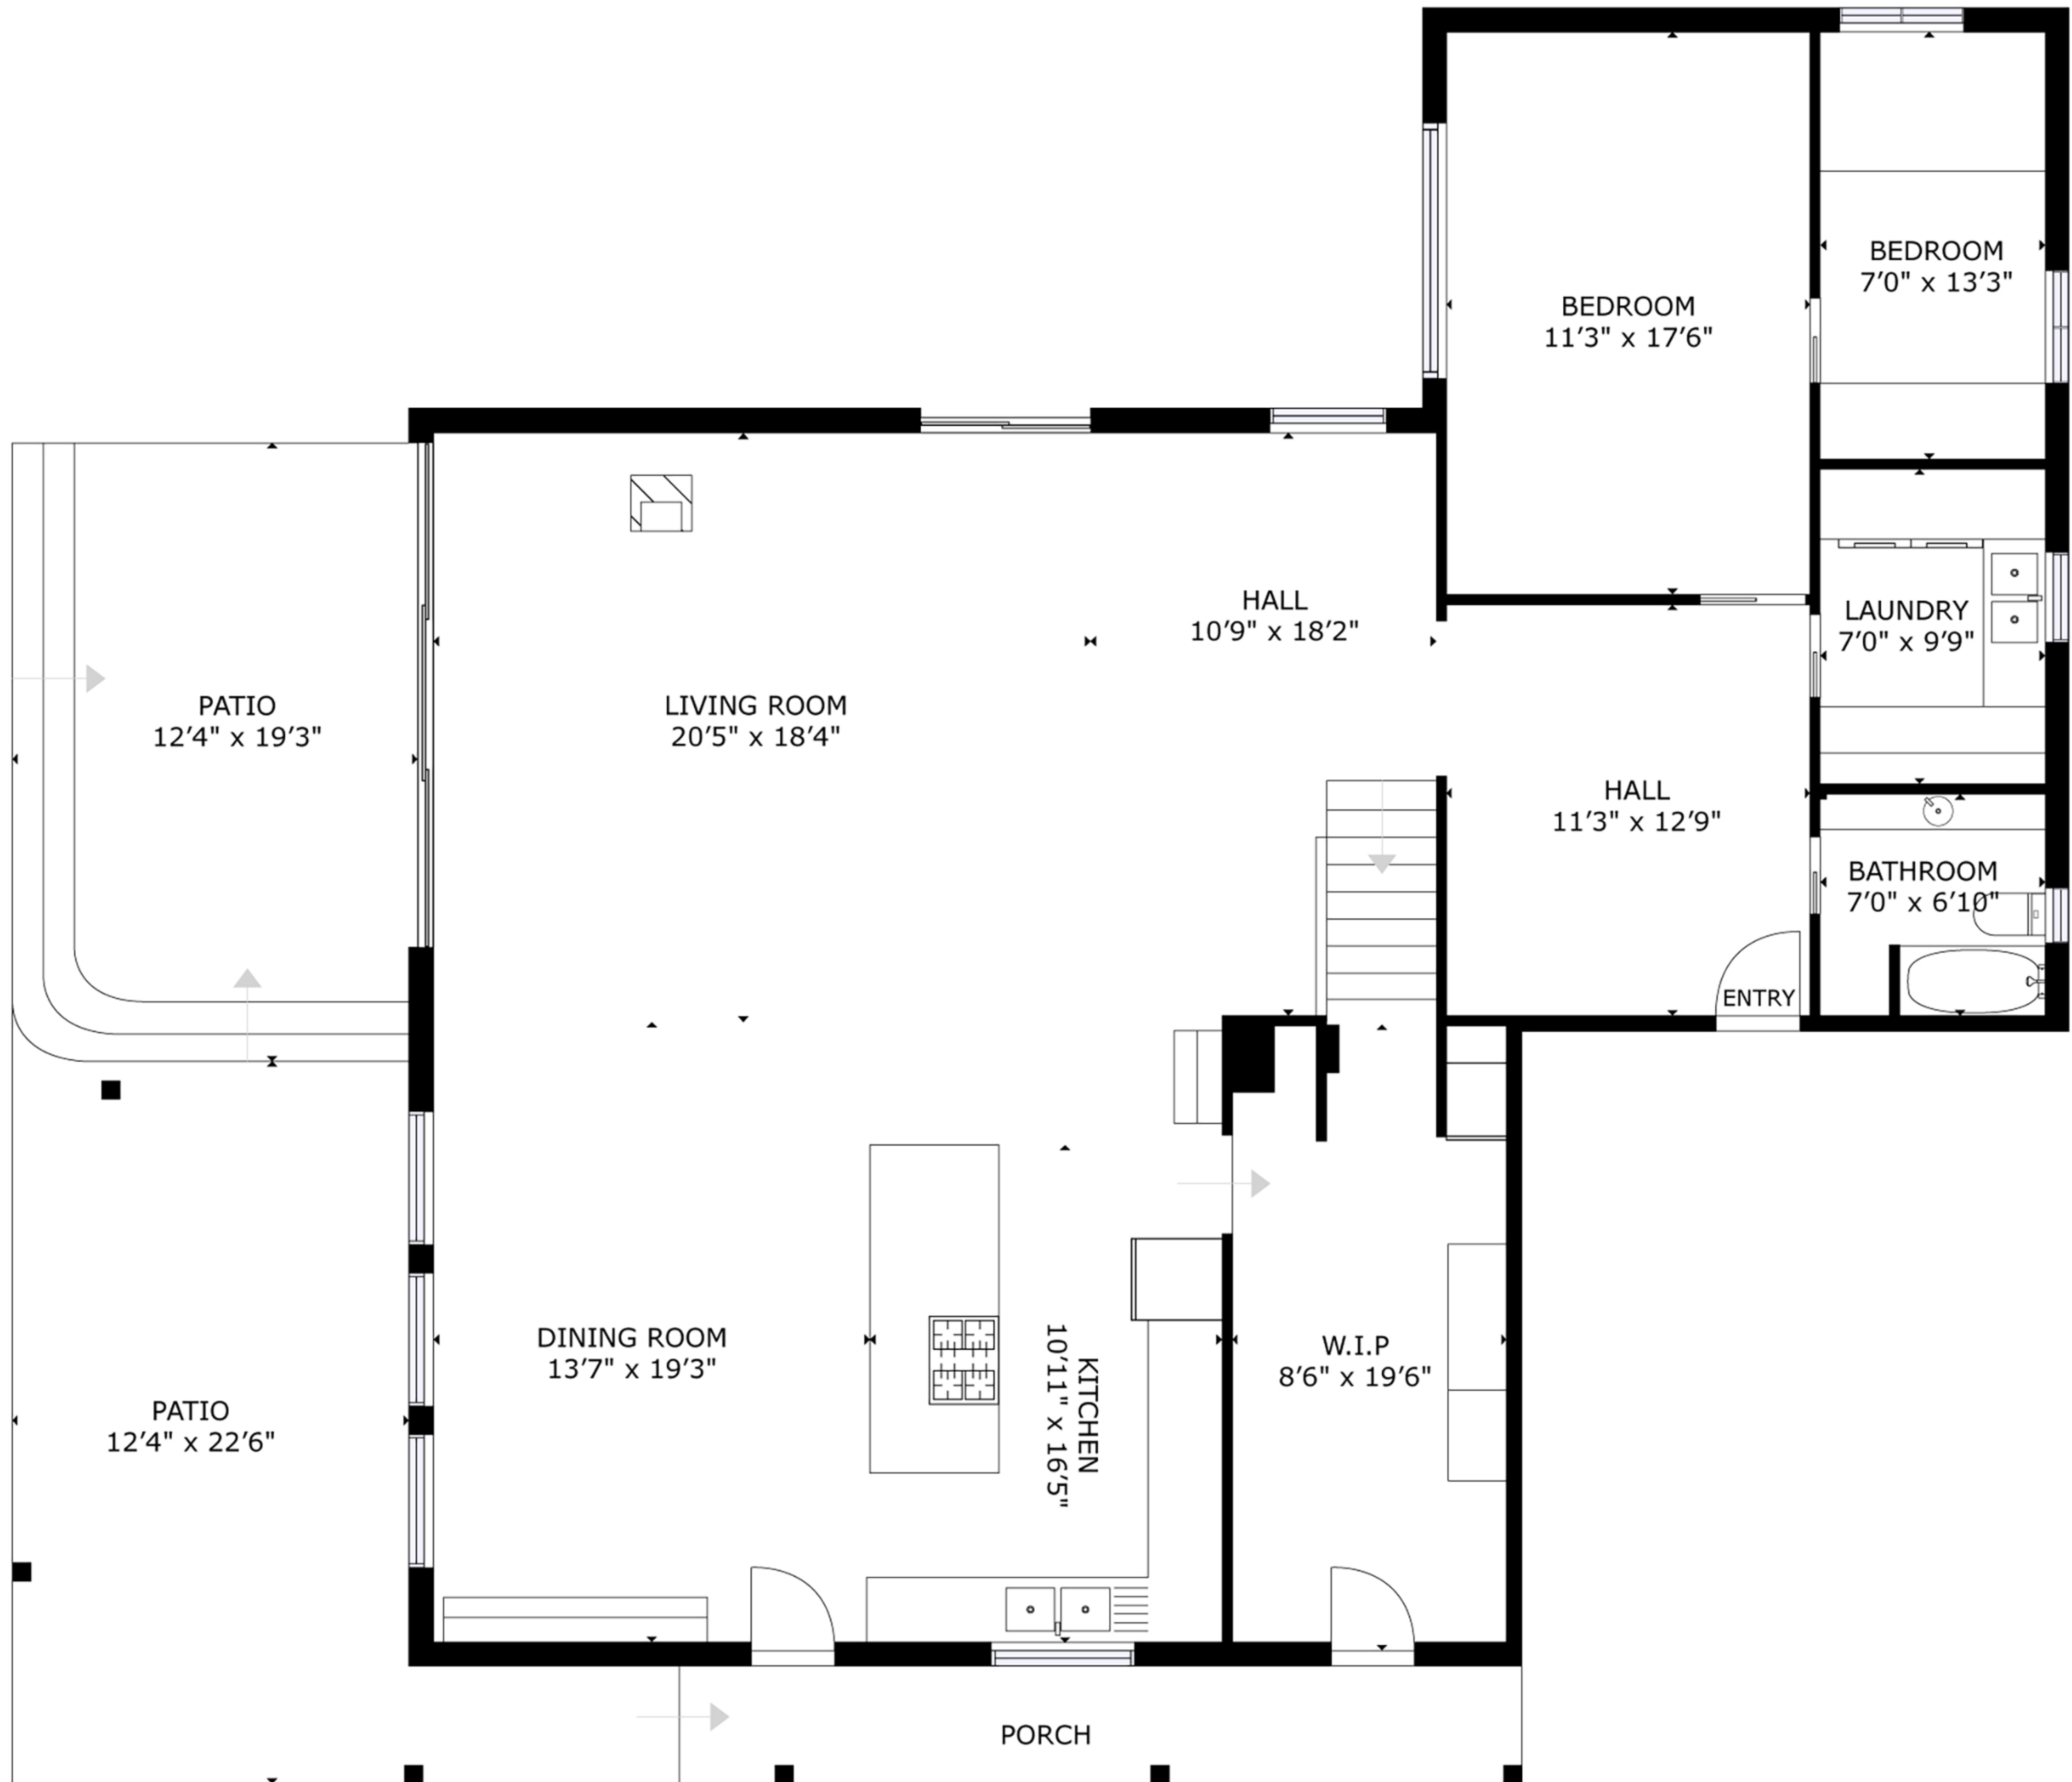 BEDROOM
7'0" x 13'3"
BEDROOM
11'3" x 17'6"
HALL
10'9" x 18'2"
LAUNDRY
7'0" x 9'9"
PATIO
12'4" x 19'3"
LIVING ROOM
20'5" x 18'4"
HALL
11'3" x 12'9"
BATHROOM
7'0" x 6'10"
ENTRY
DINING ROOM
13'7" x 19'3"
KITCHEN
10'11" x 16'5"
W.I.P
8'6" x 19'6"
PATIO
12'4" x 22'6"
PORCH